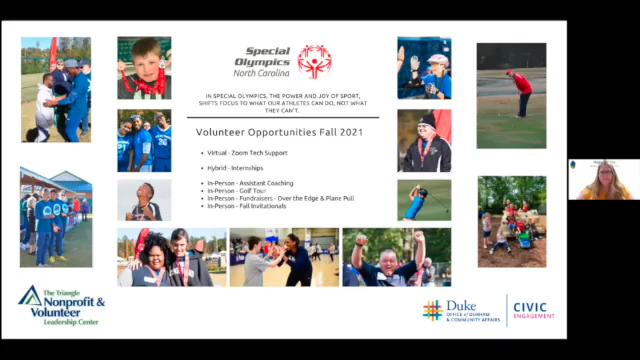 Special
Olympics
North Carolina
IN SPECIAL OLYMPICS, THE POWER AND JOY OF SPORT,
SHIFTS FOCUS TO WHAT OUR ATHLETES CAN DO, NOT WHAT
THEY CAN'T.
Volunteer Opportunities Fall 2021
Virtual - Zoom Tech Support
Hybrid - Internships
In-Person - Assistant Coaching
In-Person - Golf Tour
In-Person - Fundraisers - Over the Edge & Plane Pull
In-Person - Fall Invitationals
The Triangle
Nonprofit &
Volunteer
Leadership Center
Duke
OFFICE OF DURHAM
& COMMUNITY AFFAIRS
CIVIC
ENGAGEMENT